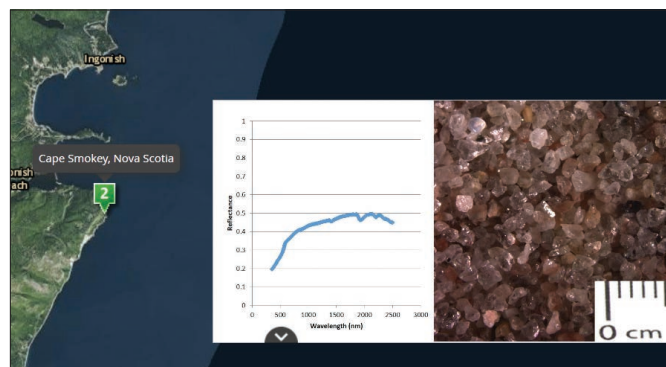 Ingonish
Cape Smokey, Nova Scotia
onish
ach
2
1
0.9
0.8
0.7
0.6
0.5
0.4
0.3
0.2
0.1
0
Reflectance
0 500 1000 1500 2000 2500 3000
Wavelength (nm)
0 cm